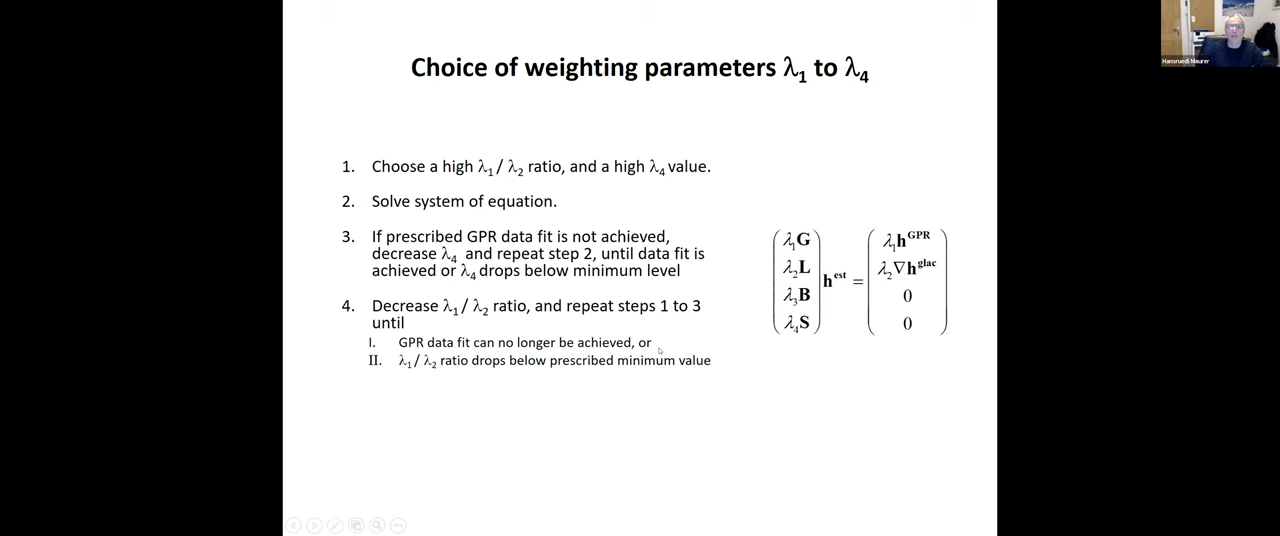 Hansruedi Maurer
Choice of weighting parameters λ₁ to λ₄
1. Choose a high λ₁ / λ₂ ratio, and a high λ₄ value.
2. Solve system of equation.
3. If prescribed GPR data fit is not achieved,
decrease λ₄ and repeat step 2, until data fit is
achieved or λ₄ drops below minimum level
4. Decrease λ₁ / λ₂ ratio, and repeat steps 1 to 3
until
I. GPR data fit can no longer be achieved, or
II. λ₁ / λ₂ ratio drops below prescribed minimum value
λ₁G λ₁h^GPR
λ₂L h^est = λ₂∇h^glac
λ₃B 0
λ₄S 0